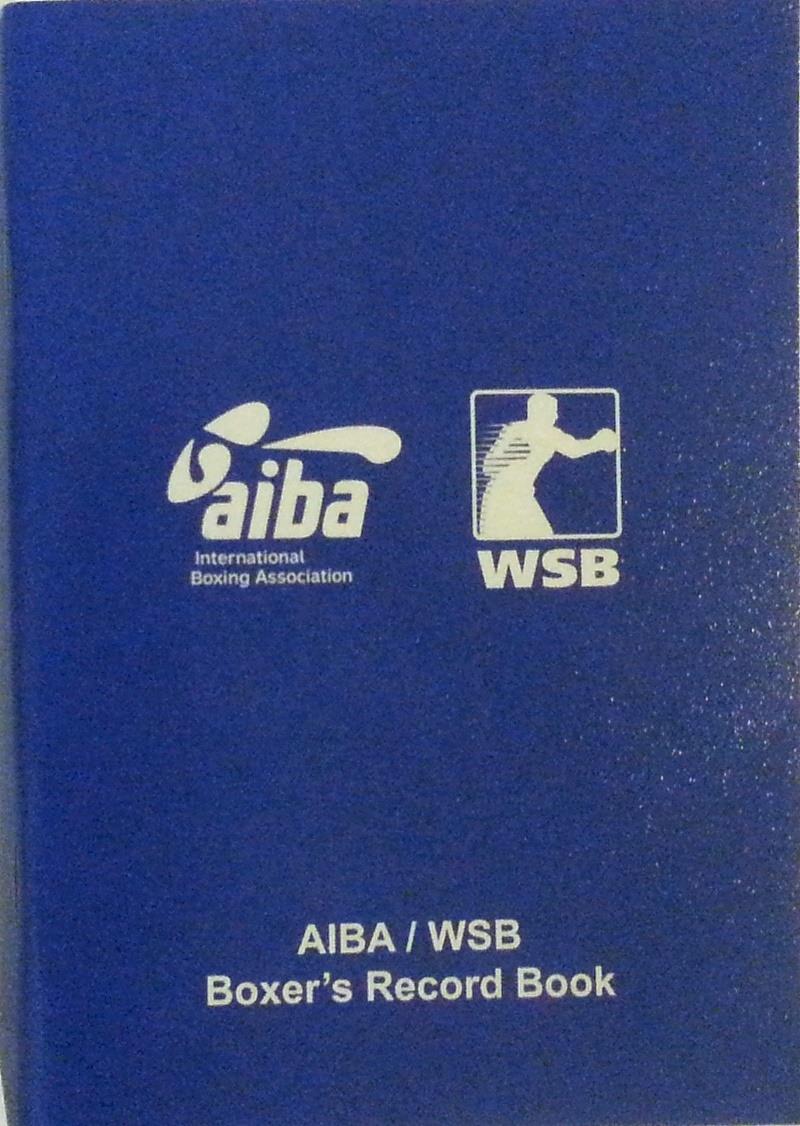 aiba
International
Boxing Association
WSB
AIBA / WSB
Boxer's Record Book